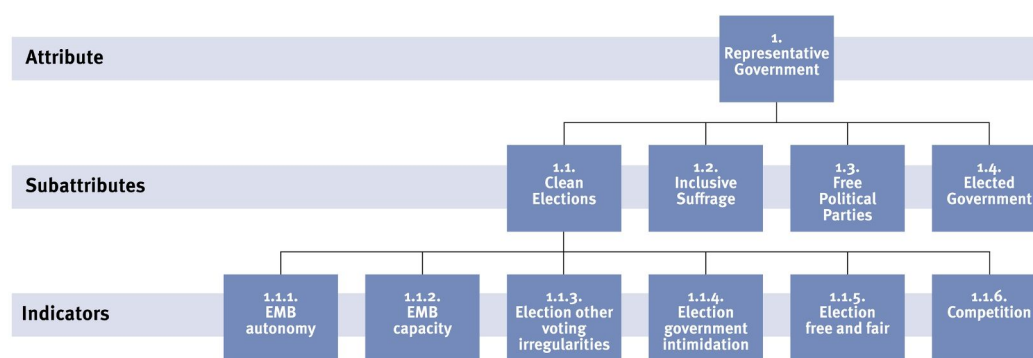 Attribute
1.
Representative
Government
Subattributes
1.1.
Clean
Elections
1.2.
Inclusive
Suffrage
1.3.
Free
Political
Parties
1.4.
Elected
Government
Indicators
1.1.1.
EMB
autonomy
1.1.2.
EMB
capacity
1.1.3.
Election other
voting
irregularities
1.1.4.
Election
government
intimidation
1.1.5.
Election
free and fair
1.1.6.
Competition